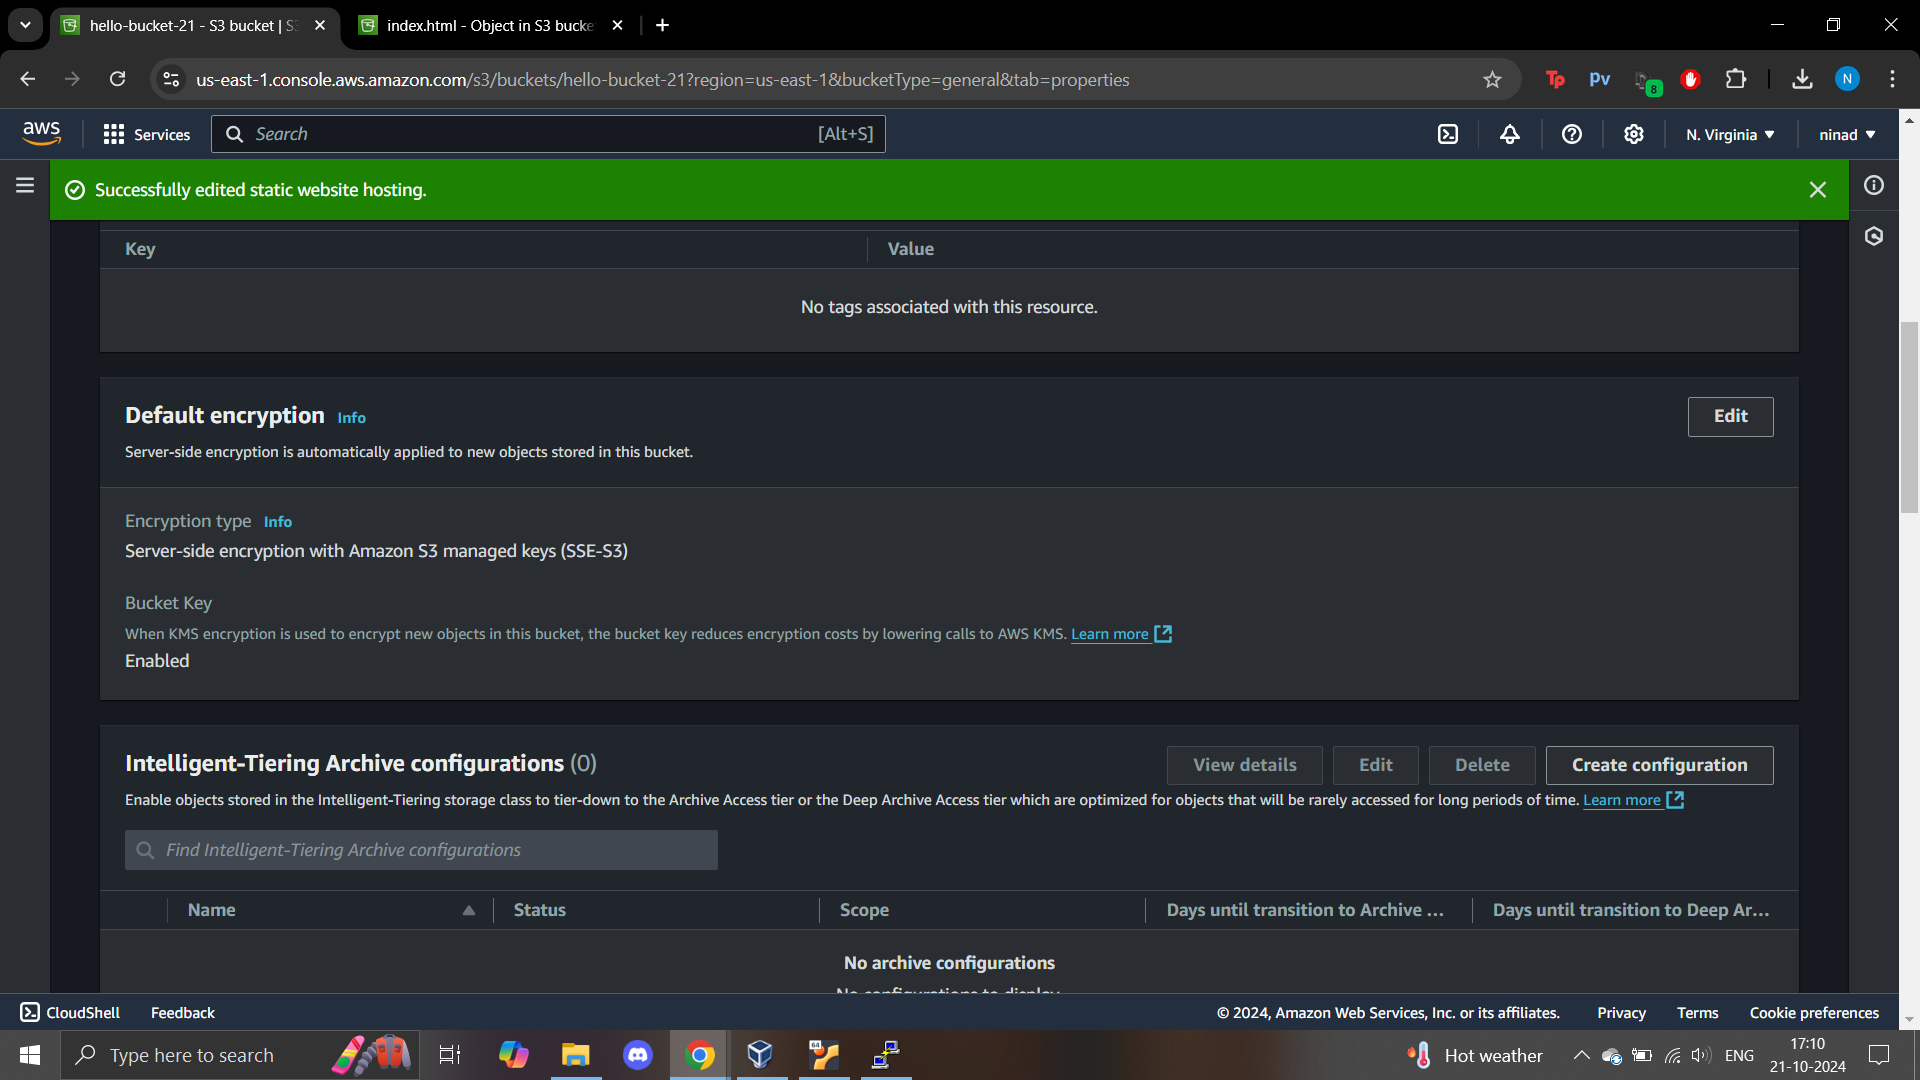 hello-bucket-21 - S3 bucket | S3
index.html - Object in S3 bucke
us-east-1.console.aws.amazon.com/s3/buckets/hello-bucket-21?region=us-east-1&bucketType=general&tab=properties
Tp
PV
8
N
aws
Services
Search
[Alt+S]
N. Virginia
ninad
Successfully edited static website hosting.
Key
Value
No tags associated with this resource.
Default encryption Info
Edit
Server-side encryption is automatically applied to new objects stored in this bucket.
Encryption type Info
Server-side encryption with Amazon S3 managed keys (SSE-S3)
Bucket Key
When KMS encryption is used to encrypt new objects in this bucket, the bucket key reduces encryption costs by lowering calls to AWS KMS. Learn more
Enabled
Intelligent-Tiering Archive configurations (0)
View details
Edit
Delete
Create configuration
Enable objects stored in the Intelligent-Tiering storage class to tier-down to the Archive Access tier or the Deep Archive Access tier which are optimized for objects that will be rarely accessed for long periods of time. Learn more
Find Intelligent-Tiering Archive configurations
Name
Status
Scope
Days until transition to Archive ...
Days until transition to Deep Ar...
No archive configurations
No configurations to display
CloudShell
Feedback
© 2024, Amazon Web Services, Inc. or its affiliates.
Privacy
Terms
Cookie preferences
Type here to search
64
Hot weather
ENG
17:10
21-10-2024